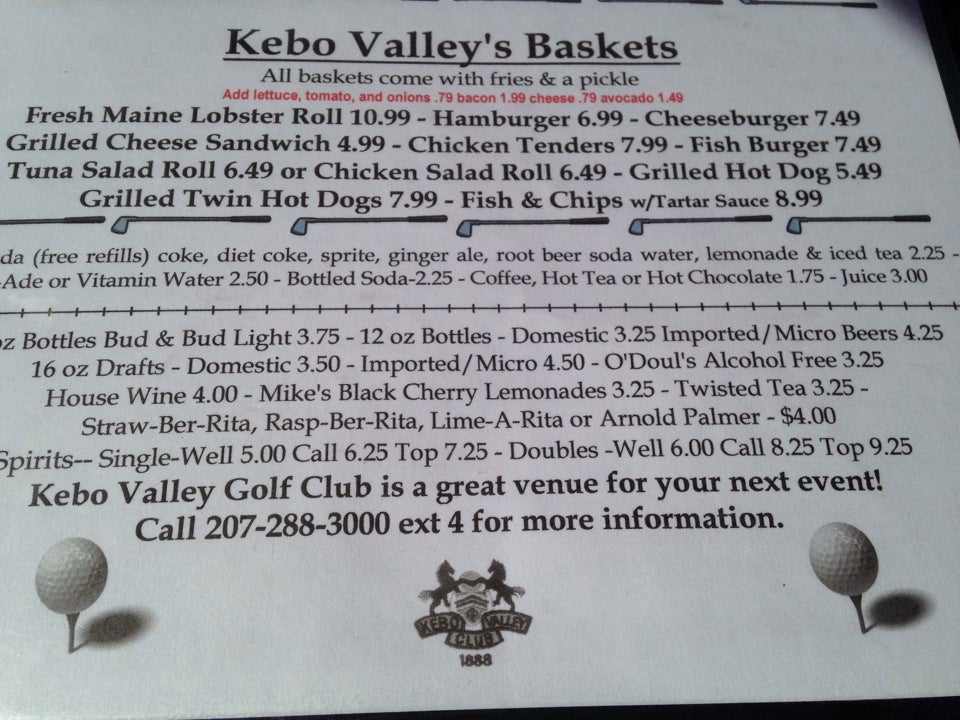 Kebo Valley's Baskets
All baskets come with fries & a pickle
Add lettuce, tomato, and onions .79 bacon 1.99 cheese .79 avocado 1.49
Fresh Maine Lobster Roll 10.99 - Hamburger 6.99 - Cheeseburger 7.49
Grilled Cheese Sandwich 4.99 - Chicken Tenders 7.99 - Fish Burger 7.49
Tuna Salad Roll 6.49 or Chicken Salad Roll 6.49 - Grilled Hot Dog 5.49
Grilled Twin Hot Dogs 7.99 - Fish & Chips w/Tartar Sauce 8.99
da (free refills) coke, diet coke, sprite, ginger ale, root beer soda water, lemonade & iced tea 2.25 -
-Ade or Vitamin Water 2.50 - Bottled Soda-2.25 - Coffee, Hot Tea or Hot Chocolate 1.75 - Juice 3.00
oz Bottles Bud & Bud Light 3.75 - 12 oz Bottles - Domestic 3.25 Imported/Micro Beers 4.25
16 oz Drafts - Domestic 3.50 - Imported/Micro 4.50 - O'Doul's Alcohol Free 3.25
House Wine 4.00 - Mike's Black Cherry Lemonades 3.25 - Twisted Tea 3.25 -
Straw-Ber-Rita, Rasp-Ber-Rita, Lime-A-Rita or Arnold Palmer - $4.00
Spirits-- Single-Well 5.00 Call 6.25 Top 7.25 - Doubles -Well 6.00 Call 8.25 Top 9.25
Kebo Valley Golf Club is a great venue for your next event!
Call 207-288-3000 ext 4 for more information.
KEBO VALLEY
CLUB
1888